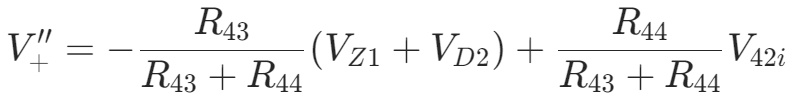 $V_{+}'' = -\frac{R_{43}}{R_{43} + R_{44}}(V_{Z1} + V_{D2}) + \frac{R_{44}}{R_{43} + R_{44}}V_{42i}$